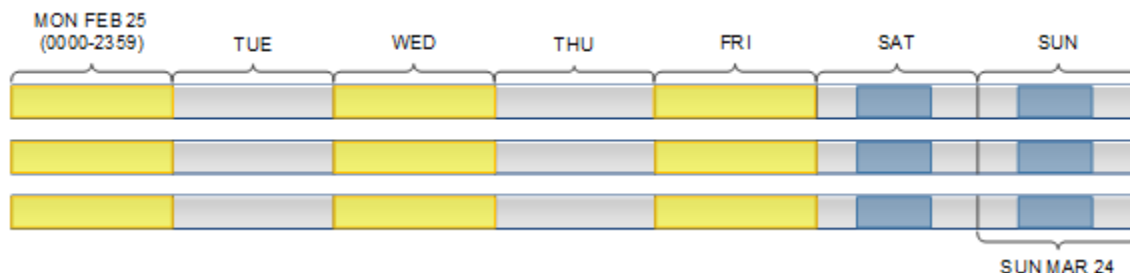 MON FEB 25
(0000-2359)
TUE
WED
THU
FRI
SAT
SUN
SUN MAR 24